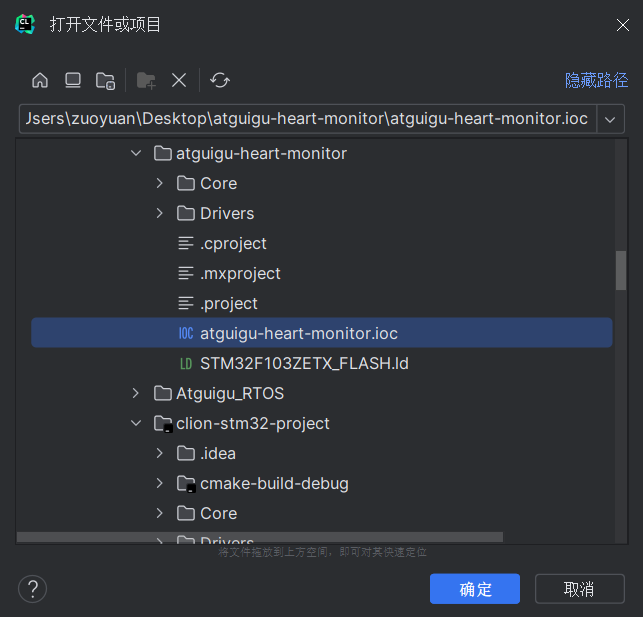 CL 打开文件或项目
隐藏路径
Jsers\zuoyuan\Desktop\atguigu-heart-monitor\atguigu-heart-monitor.ioc
atguigu-heart-monitor
Core
Drivers
.cproject
.mxproject
.project
IOC atguigu-heart-monitor.ioc
LD STM32F103ZETX_FLASH.ld
Atguigu_RTOS
clion-stm32-project
.idea
cmake-build-debug
Core
Drivers
将文件拖放到上方空间，即可对其快速定位
? 确定 取消